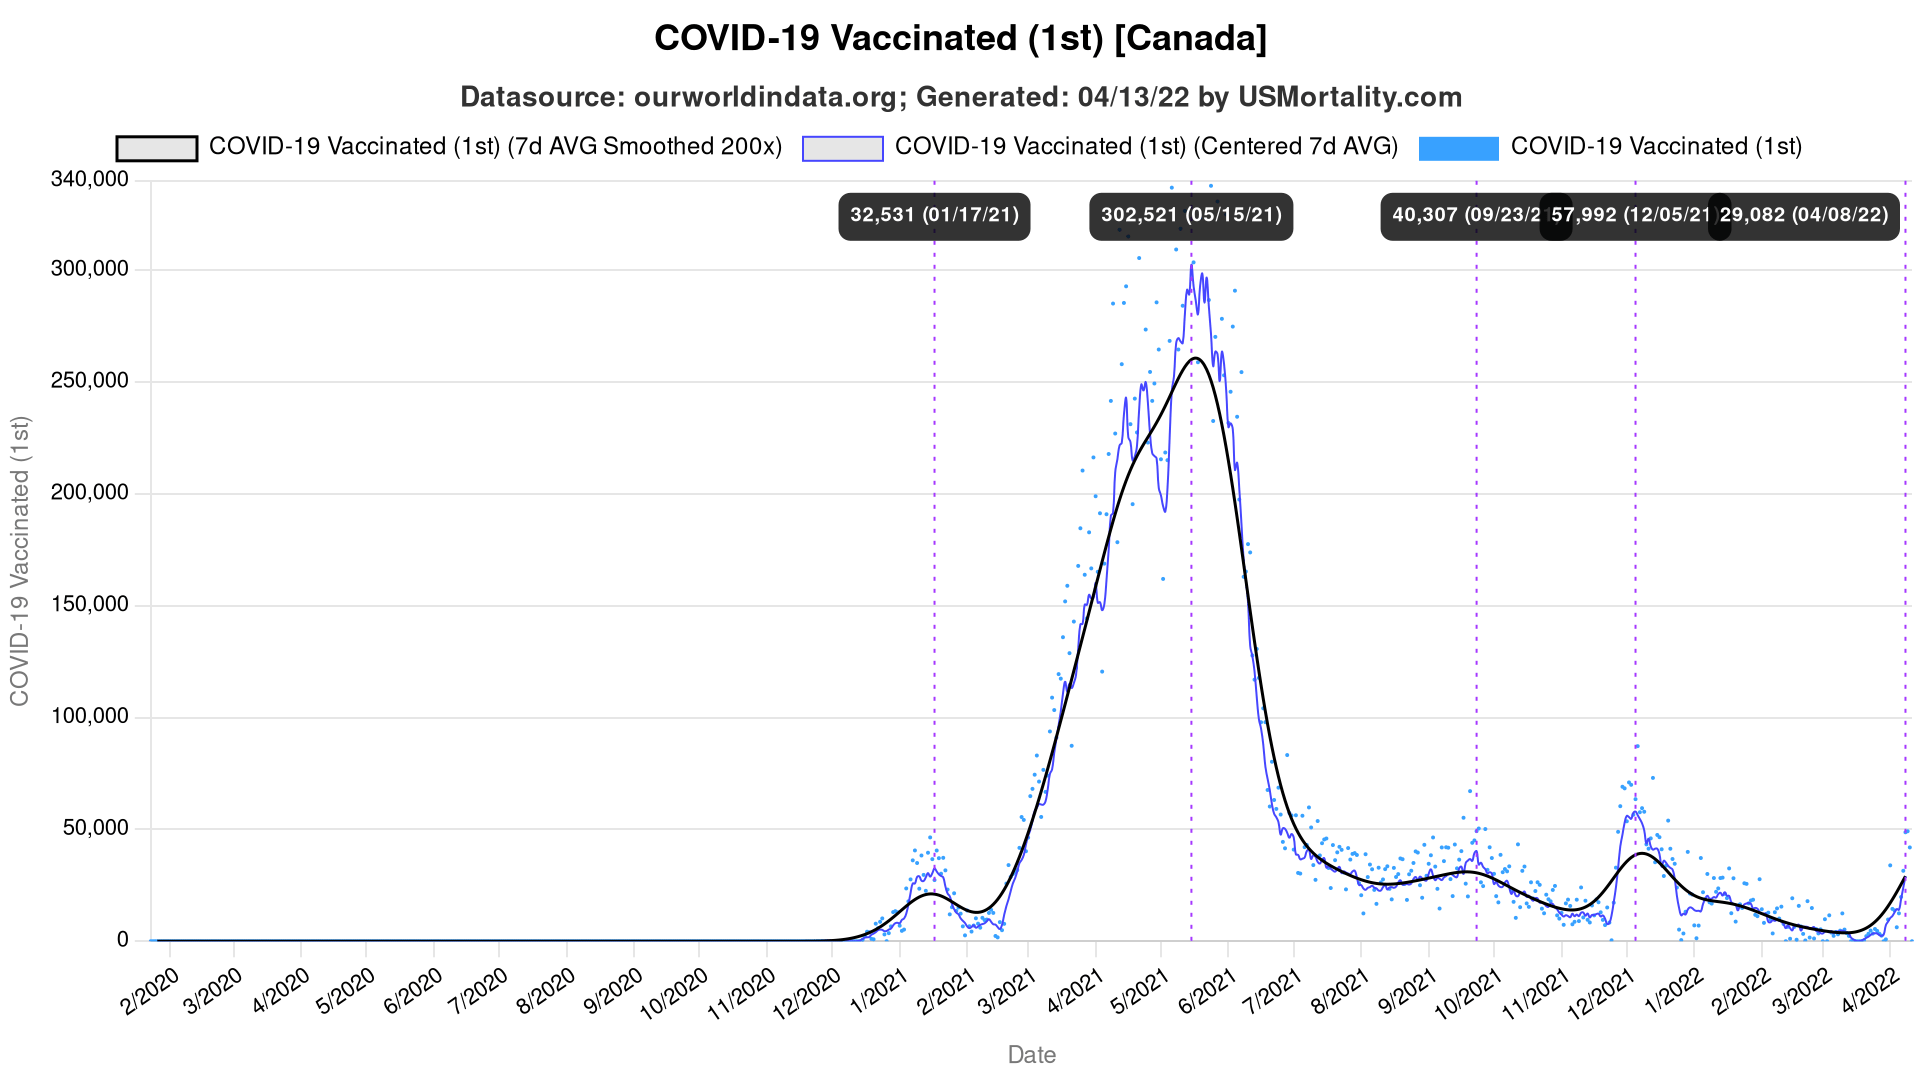 COVID-19 Vaccinated (1st) [Canada]
Datasource: ourworldindata.org; Generated: 04/13/22 by USMortality.com
COVID-19 Vaccinated (1st) (7d AVG Smoothed 200x) COVID-19 Vaccinated (1st) (Centered 7d AVG) COVID-19 Vaccinated (1st)
340,000
32,531 (01/17/21) 302,521 (05/15/21) 40,307 (09/23/21 57,992 (12/05/21) 29,082 (04/08/22)
300,000
250,000
200,000
150,000
100,000
50,000
0
COVID-19 Vaccinated (1st)
2/2020 3/2020 4/2020 5/2020 6/2020 7/2020 8/2020 9/2020 10/2020 11/2020 12/2020 1/2021 2/2021 3/2021 4/2021 5/2021 6/2021 7/2021 8/2021 9/2021 10/2021 11/2021 12/2021 1/2022 2/2022 3/2022 4/2022
Date